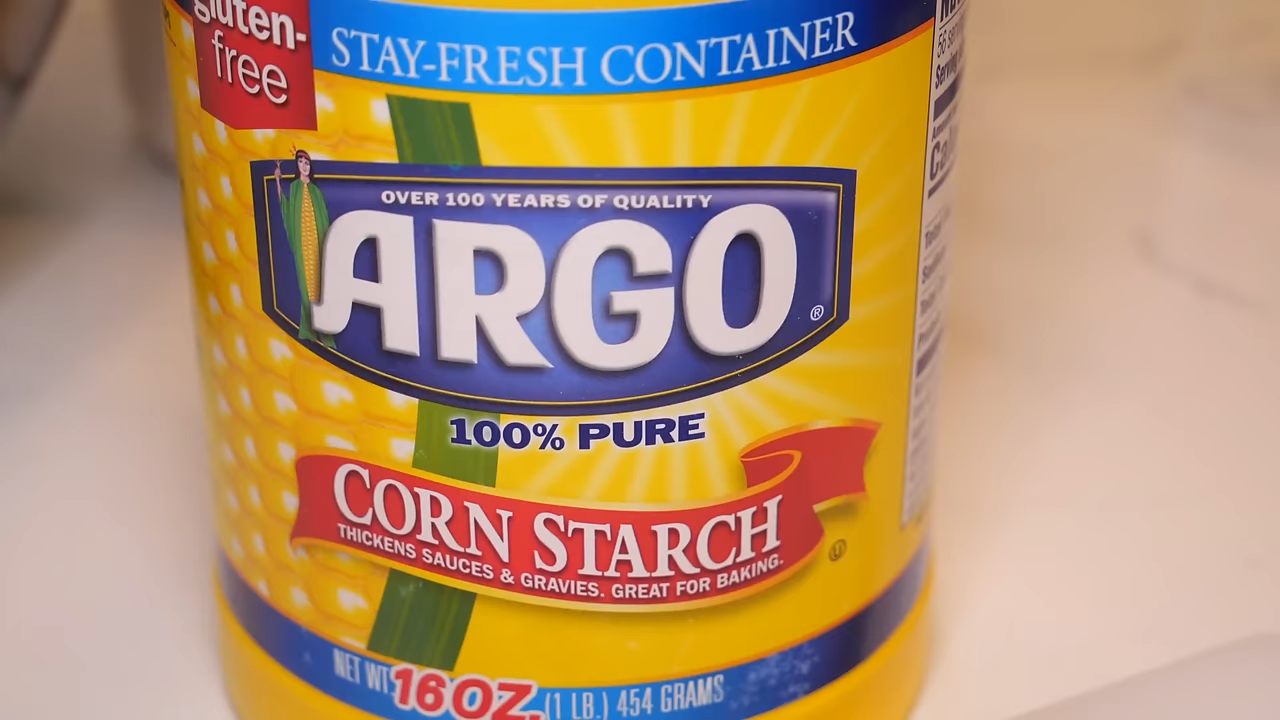 gluten-
free
STAY-FRESH CONTAINER
OVER 100 YEARS OF QUALITY
ARGO®
100% PURE
CORN STARCH
THICKENS SAUCES & GRAVIES. GREAT FOR BAKING.
NET WT 16 OZ. (1 LB.) 454 GRAMS